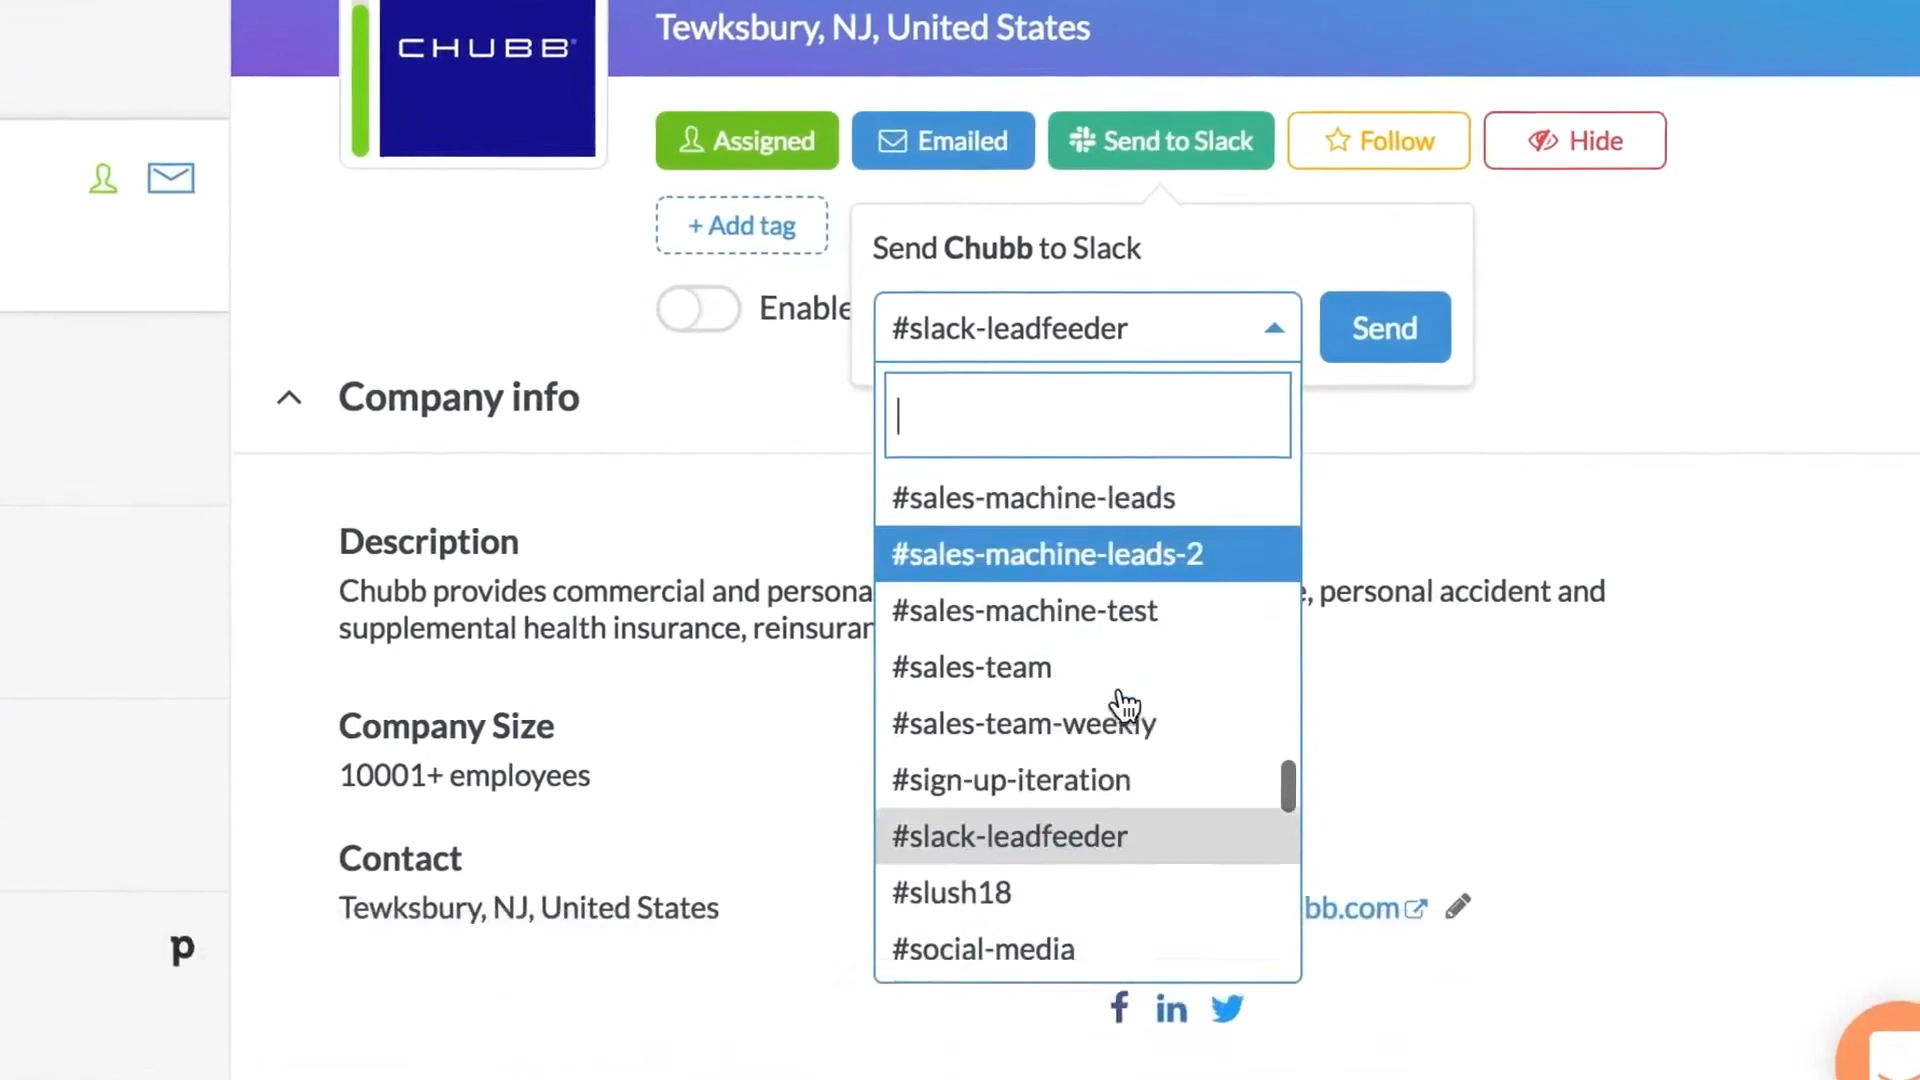 CHUBB
Tewksbury, NJ, United States
Assigned
Emailed
Send to Slack
Follow
Hide
+ Add tag
Send Chubb to Slack
Enable
#slack-leadfeeder
Send
Company info
#sales-machine-leads
#sales-machine-leads-2
#sales-machine-test
#sales-team
#sales-team-weekly
#sign-up-iteration
#slack-leadfeeder
#slush18
#social-media
Description
Chubb provides commercial and persona , personal accident and
supplemental health insurance, reinsuran
Company Size
10001+ employees
Contact
Tewksbury, NJ, United States
bb.com
p
f in